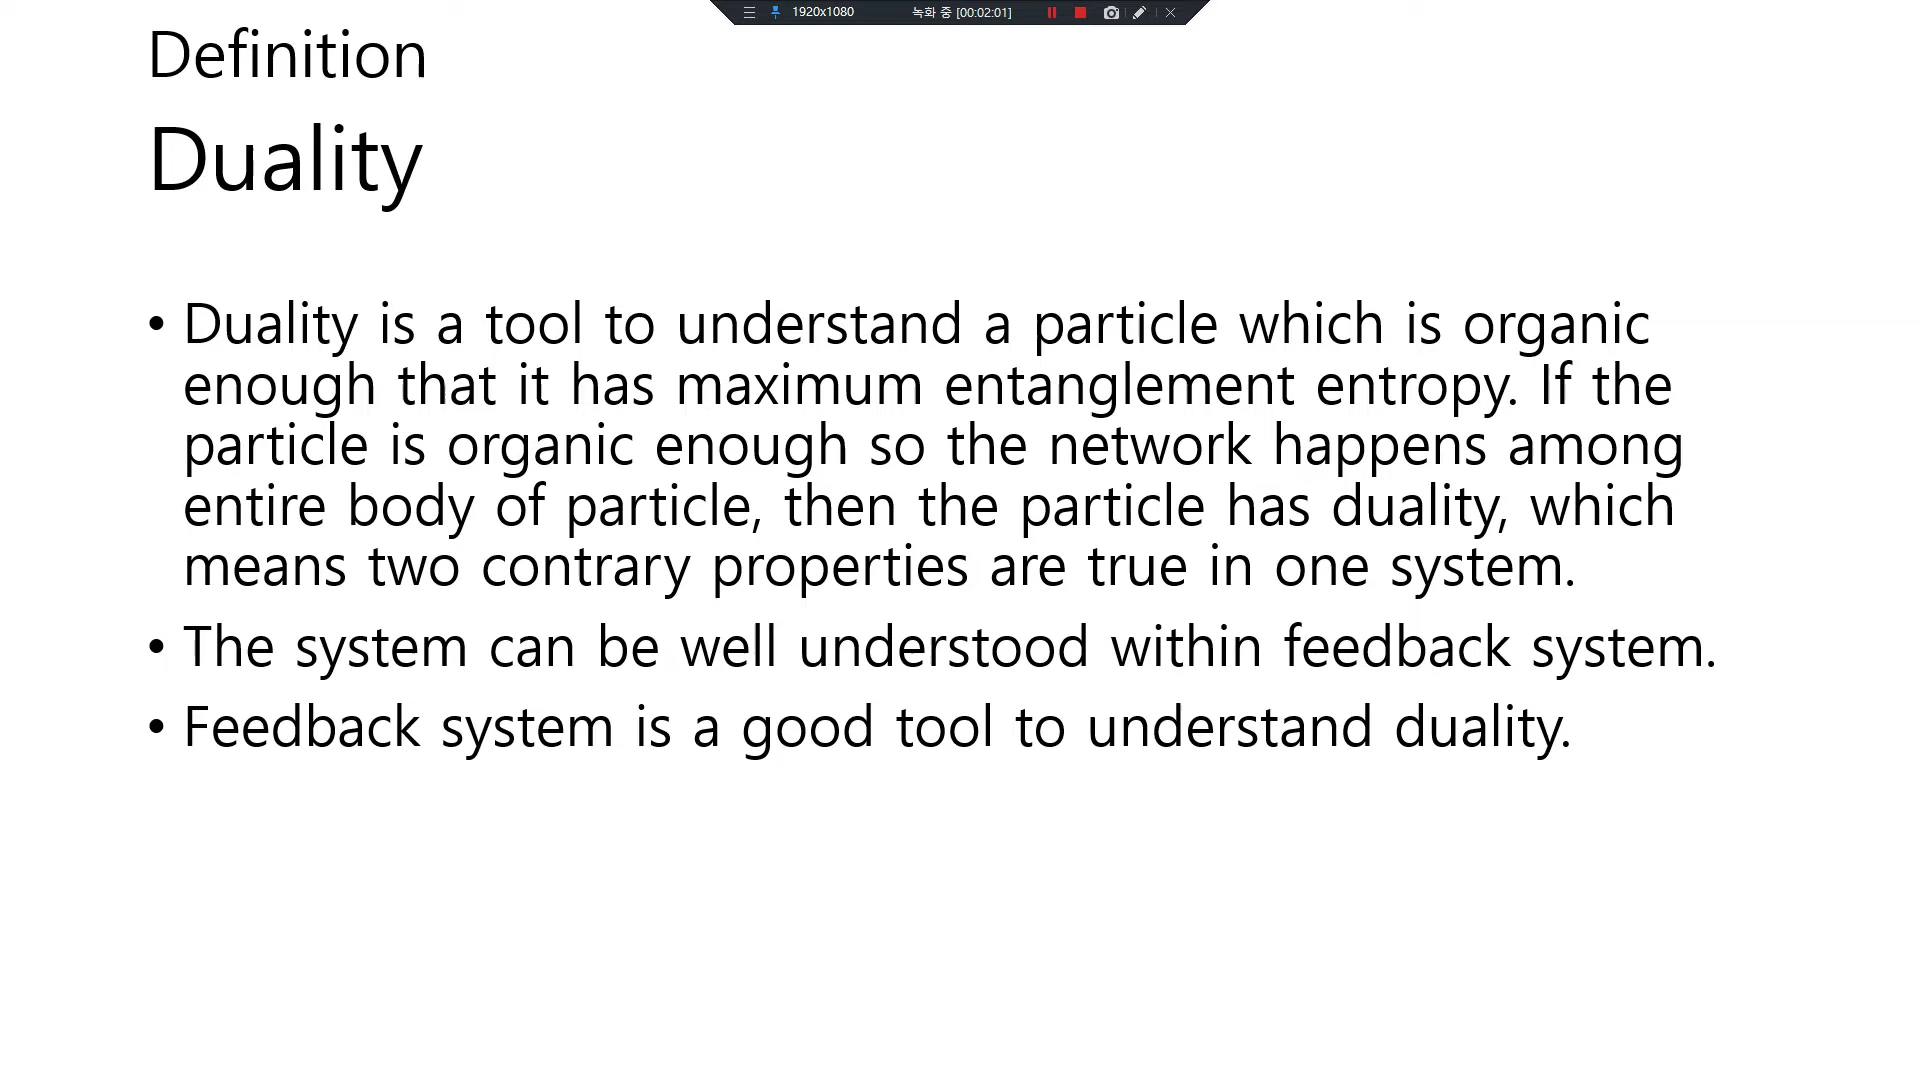 1920x1080 녹화 중 [00:02:01]
Definition
Duality
• Duality is a tool to understand a particle which is organic
enough that it has maximum entanglement entropy. If the
particle is organic enough so the network happens among
entire body of particle, then the particle has duality, which
means two contrary properties are true in one system.
• The system can be well understood within feedback system.
• Feedback system is a good tool to understand duality.